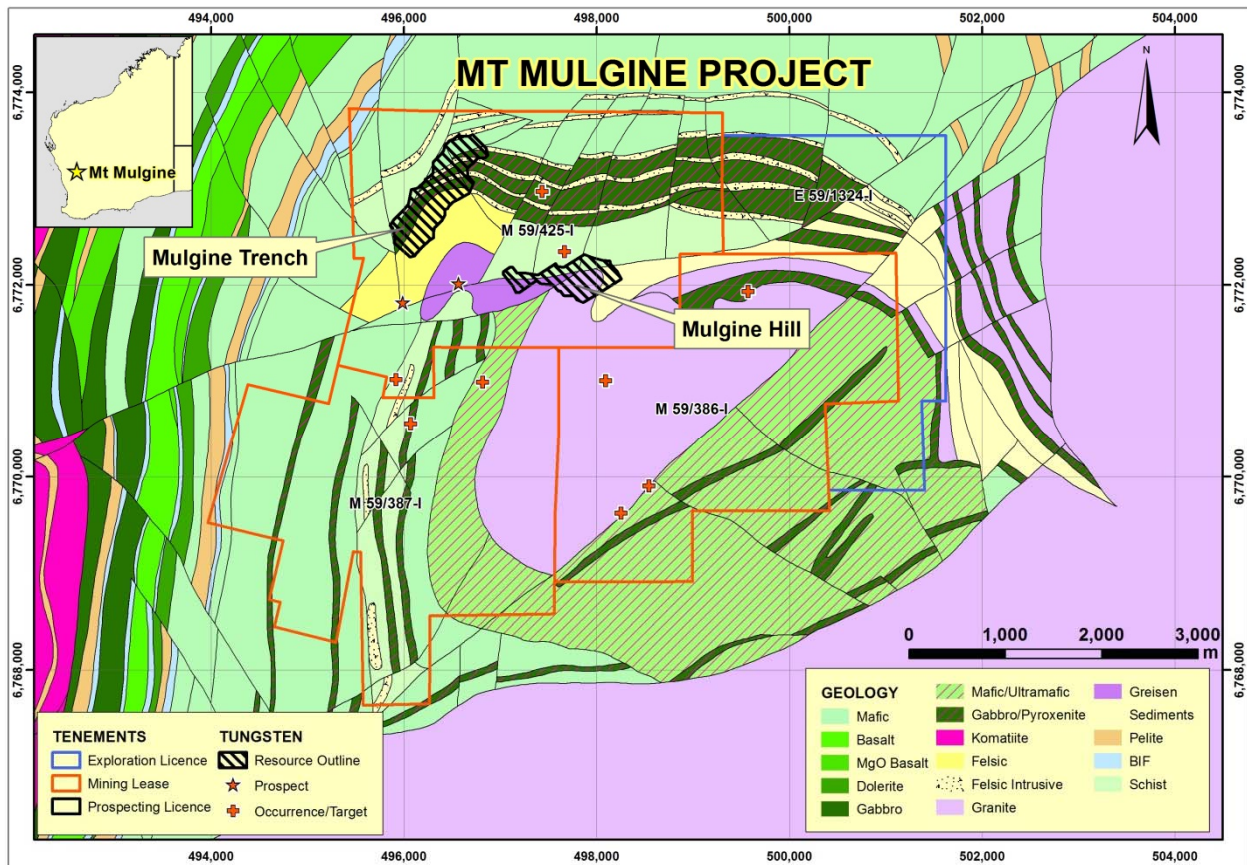 494,000 496,000 498,000 500,000 502,000 504,000
MT MULGINE PROJECT
N
6,774,000
6,774,000
Mt Mulgine
E 59/1324-I
M 59/425-I
Mulgine Trench
6,772,000
6,772,000
Mulgine Hill
M 59/386-I
6,770,000
6,770,000
M 59/387-I
0 1,000 2,000 3,000
m
6,768,000
6,768,000
TENEMENTS
Exploration Licence
Mining Lease
Prospecting Licence
TUNGSTEN
Resource Outline
Prospect
Occurrence/Target
GEOLOGY
Mafic
Basalt
MgO Basalt
Dolerite
Gabbro
Mafic/Ultramafic
Gabbro/Pyroxenite
Komatiite
Felsic
Felsic Intrusive
Granite
Greisen
Sediments
Pelite
BIF
Schist
494,000 496,000 498,000 500,000 502,000 504,000